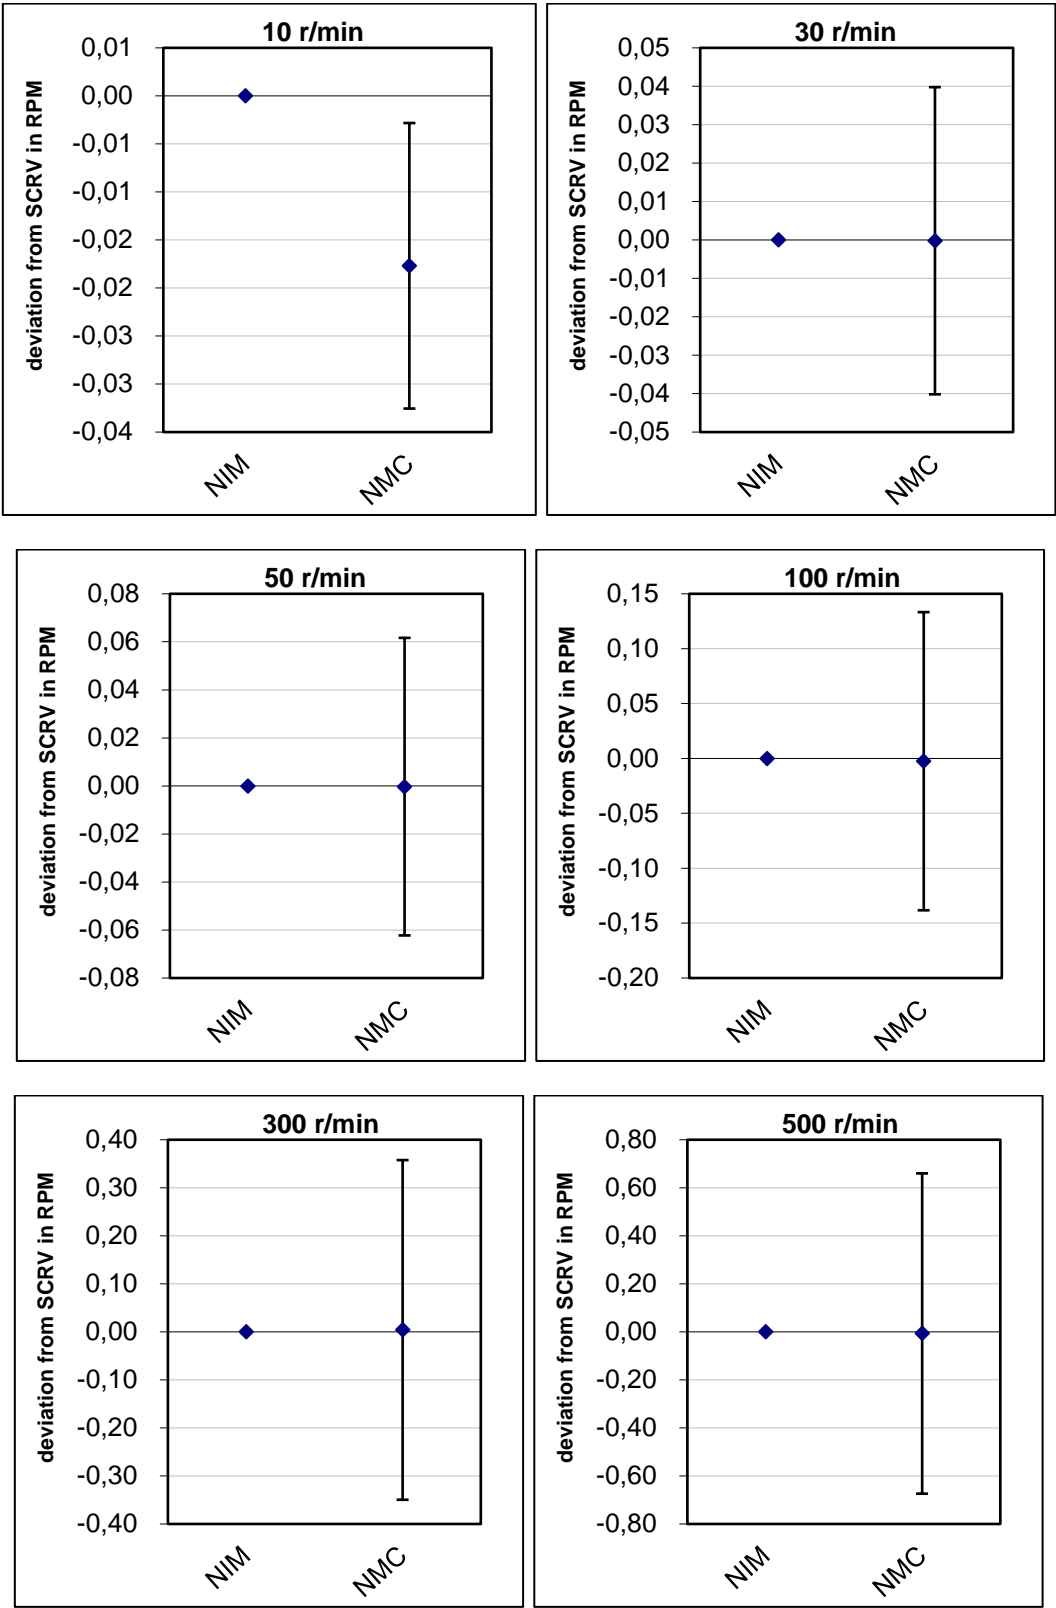 10 r/min
deviation from SCRV in RPM
0,01
0,00
-0,01
-0,01
-0,02
-0,02
-0,03
-0,03
-0,04
NIM
NMC
30 r/min
deviation from SCRV in RPM
0,05
0,04
0,03
0,02
0,01
0,00
-0,01
-0,02
-0,03
-0,04
-0,05
NIM
NMC
50 r/min
deviation from SCRV in RPM
0,08
0,06
0,04
0,02
0,00
-0,02
-0,04
-0,06
-0,08
NIM
NMC
100 r/min
deviation from SCRV in RPM
0,15
0,10
0,05
0,00
-0,05
-0,10
-0,15
-0,20
NIM
NMC
300 r/min
deviation from SCRV in RPM
0,40
0,30
0,20
0,10
0,00
-0,10
-0,20
-0,30
-0,40
NIM
NMC
500 r/min
deviation from SCRV in RPM
0,80
0,60
0,40
0,20
0,00
-0,20
-0,40
-0,60
-0,80
NIM
NMC